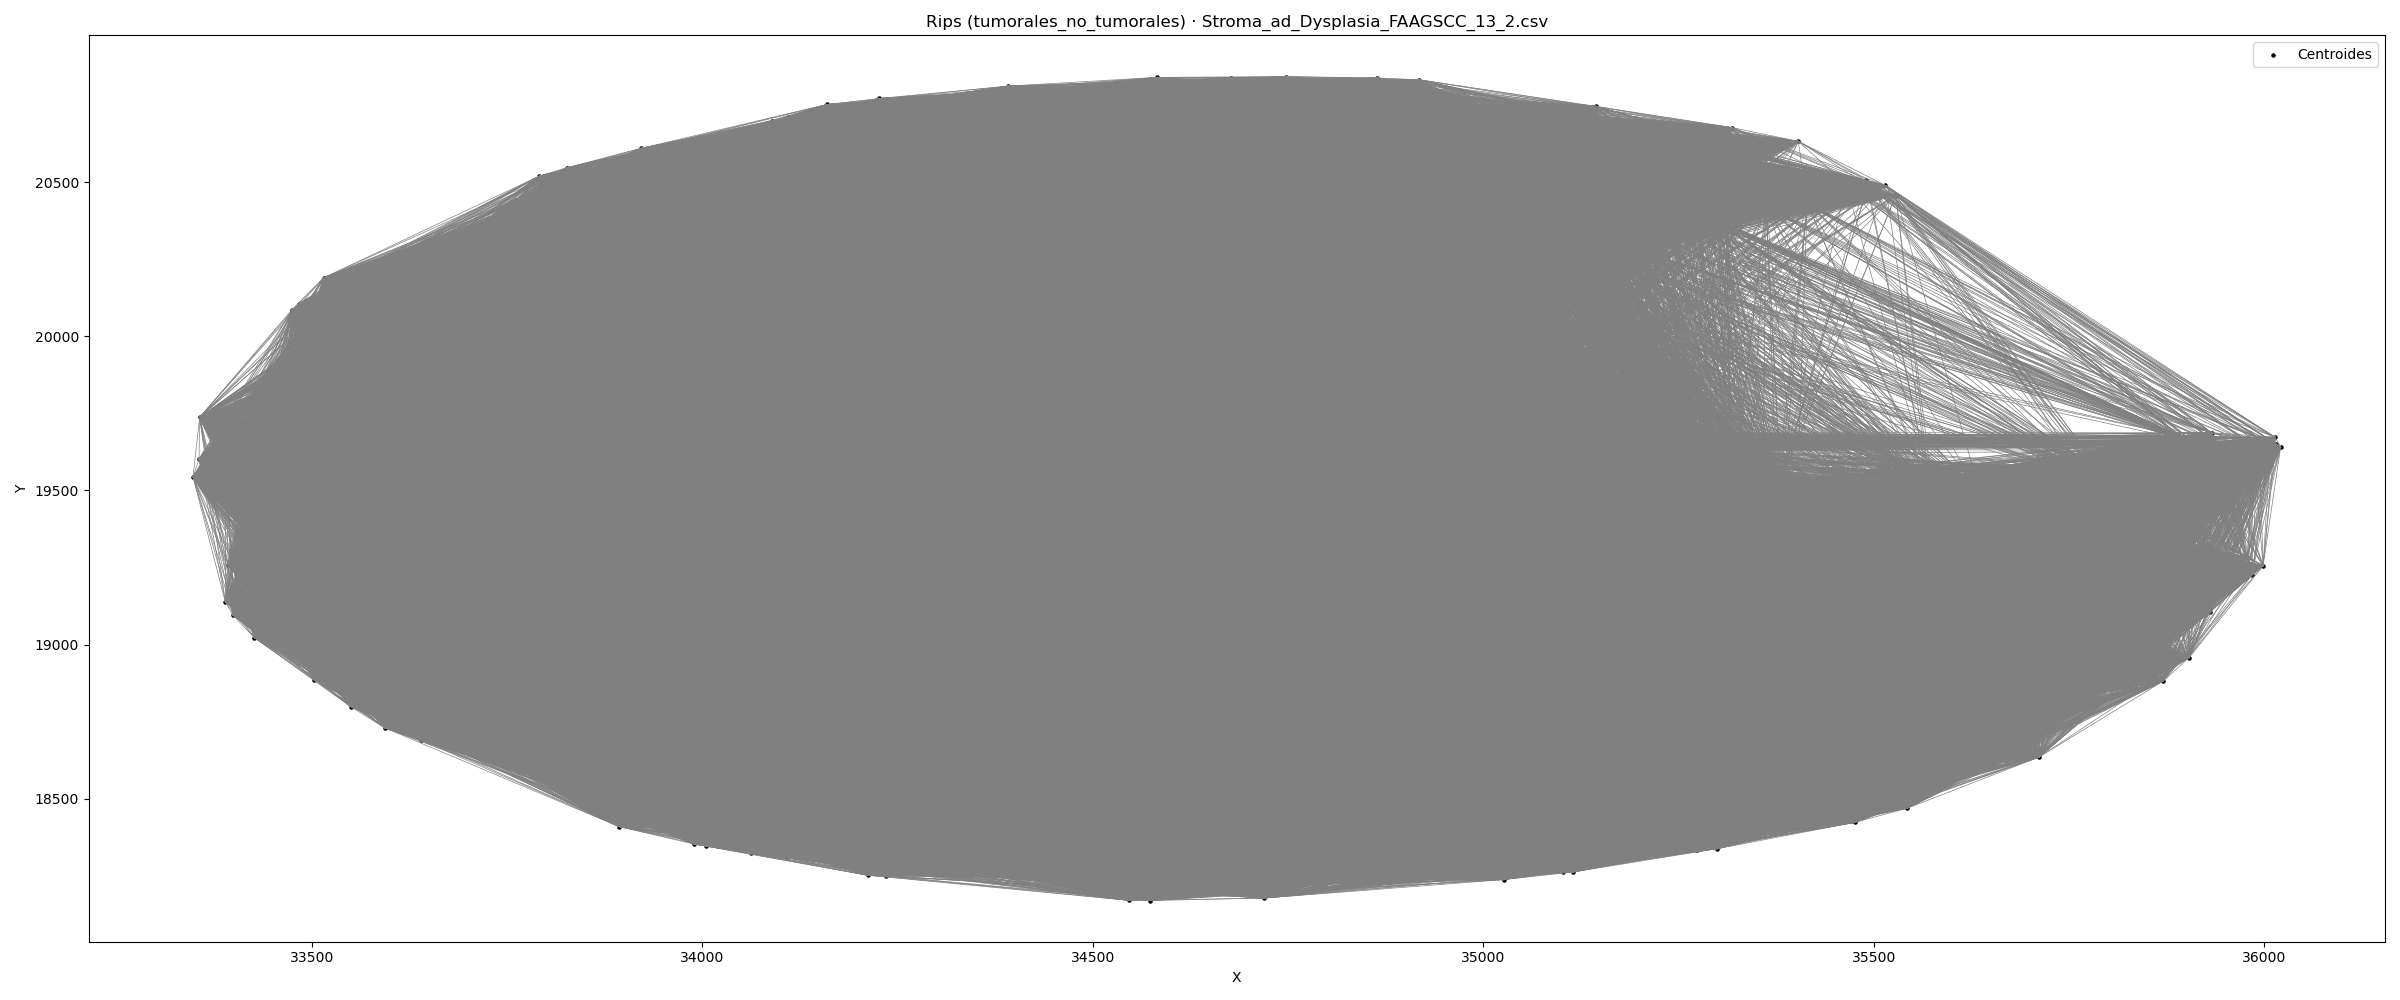 Rips (tumorales_no_tumorales) · Stroma_ad_Dysplasia_FAAGSCC_13_2.csv
Centroides
20500
20000
19500
19000
18500
Y
33500 34000 34500 35000 35500 36000
X